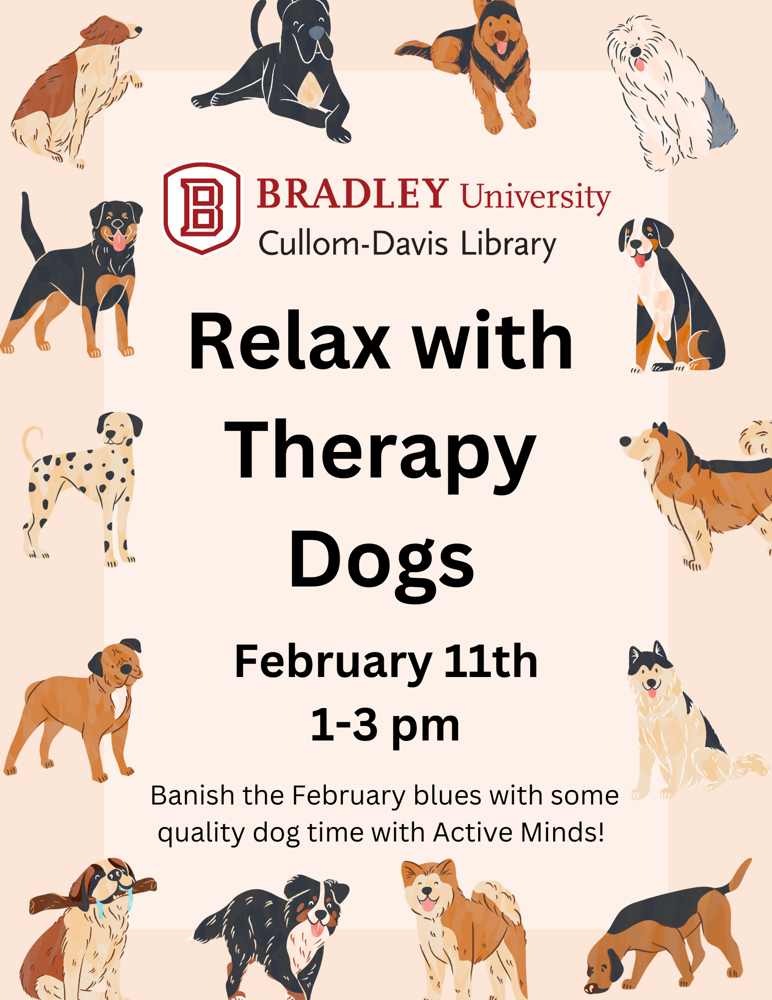 B
BRADLEY University
Cullom-Davis Library
Relax with
Therapy
Dogs
February 11th
1-3 pm
Banish the February blues with some
quality dog time with Active Minds!